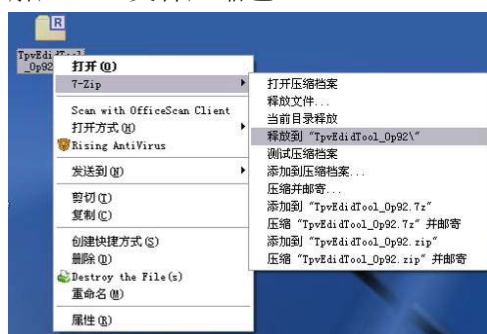 R
TpvEdidTool
_Op92
打开(O)
7-Zip
Scan with OfficeScan Client
打开方式(H)
Rising AntiVirus
发送到(N)
剪切(T)
复制(C)
创建快捷方式(S)
删除(D)
Destroy the File(s)
重命名(M)
属性(R)
打开压缩档案
释放文件...
当前目录释放
释放到 "TpvEdidTool_Op92\"
测试压缩档案
添加到压缩档案...
压缩并邮寄...
添加到 "TpvEdidTool_Op92.7z"
压缩 "TpvEdidTool_Op92.7z" 并邮寄
添加到 "TpvEdidTool_Op92.zip"
压缩 "TpvEdidTool_Op92.zip" 并邮寄